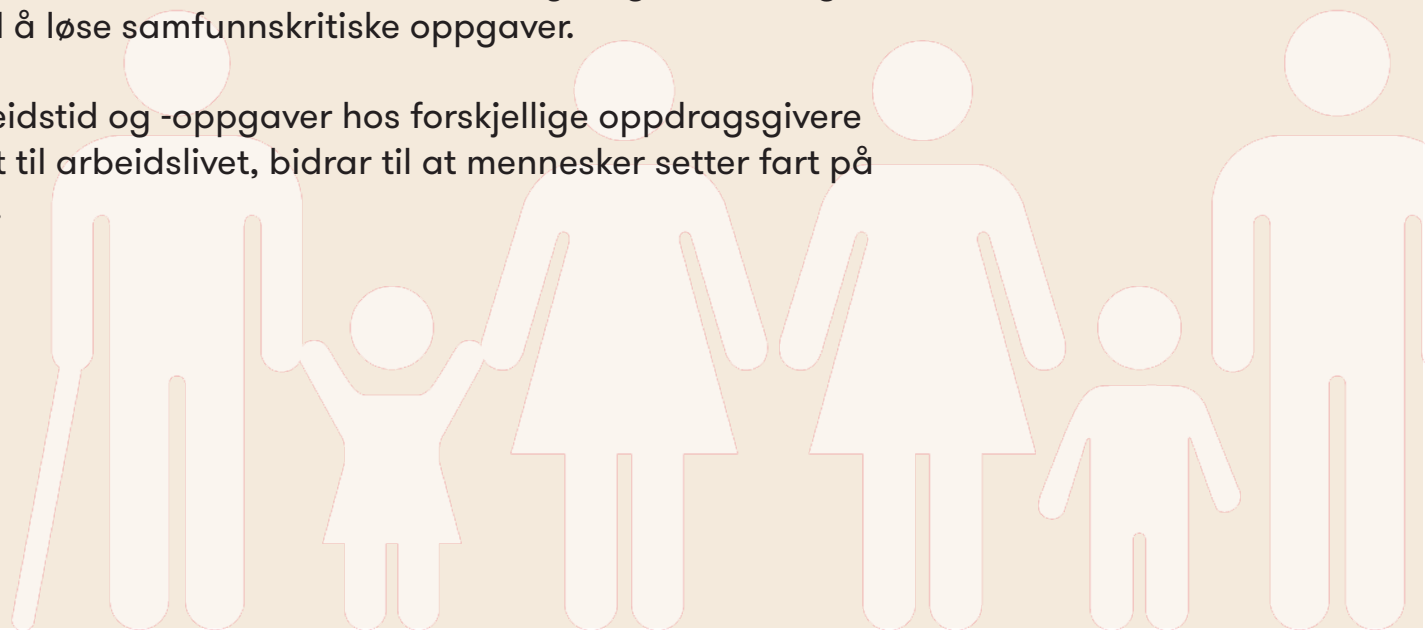 å løse samfunnskritiske oppgaver.
eidstid og -oppgaver hos forskjellige oppdragsgivere
t til arbeidslivet, bidrar til at mennesker setter fart på